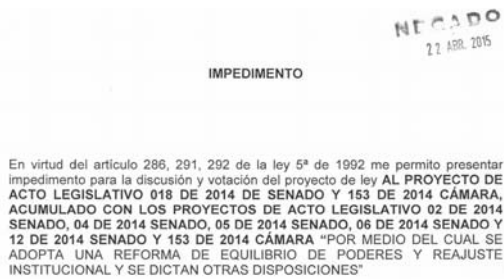 NEGADO
22 ABR. 2015
IMPEDIMENTO
En virtud del artículo 286, 291, 292 de la ley 5ª de 1992 me permito presentar
impedimento para la discusión y votación del proyecto de ley AL PROYECTO DE
ACTO LEGISLATIVO 018 DE 2014 DE SENADO Y 153 DE 2014 CÁMARA,
ACUMULADO CON LOS PROYECTOS DE ACTO LEGISLATIVO 02 DE 2014
SENADO, 04 DE 2014 SENADO, 05 DE 2014 SENADO, 06 DE 2014 SENADO Y
12 DE 2014 SENADO Y 153 DE 2014 CÁMARA "POR MEDIO DEL CUAL SE
ADOPTA UNA REFORMA DE EQUILIBRIO DE PODERES Y REAJUSTE
INSTITUCIONAL Y SE DICTAN OTRAS DISPOSICIONES"